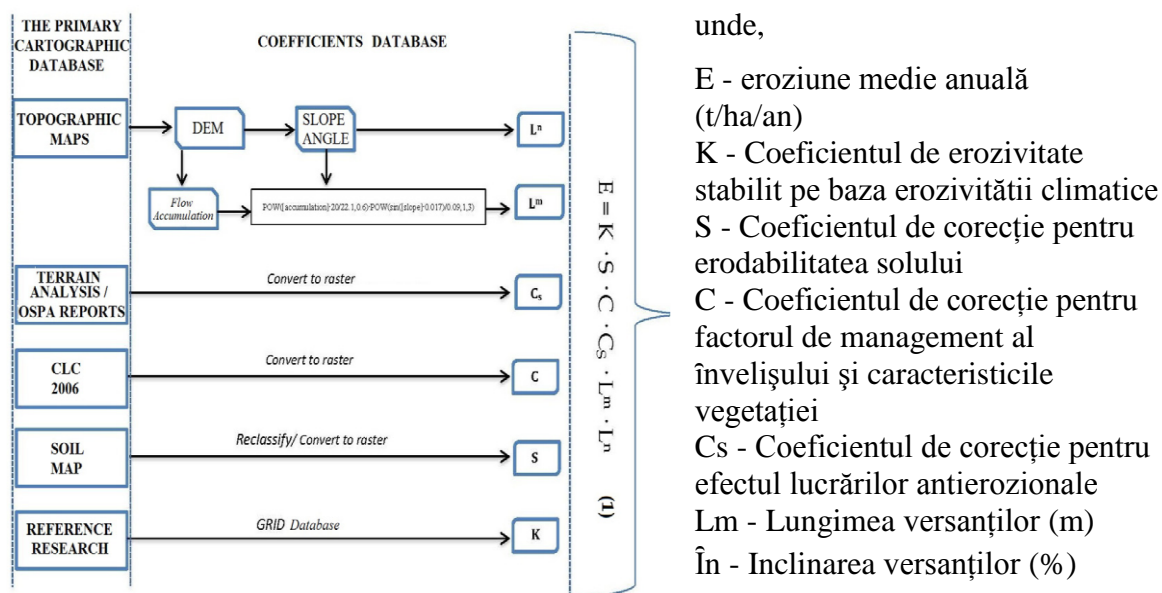 THE PRIMARY
CARTOGRAPHIC
DATABASE
COEFFICIENTS DATABASE
TOPOGRAPHIC
MAPS
DEM
SLOPE
ANGLE
Lⁿ
Flow
Accumulation
POW([accumulation]·20/22.1,0.6)·POW(sin([slope]·0.017)/0.09,1,3)
Lᵐ
TERRAIN
ANALYSIS /
OSPA REPORTS
Convert to raster
Cₛ
CLC
2006
Convert to raster
C
SOIL
MAP
Reclassify/ Convert to raster
S
REFERENCE
RESEARCH
GRID Database
K
E = K · S · C · Cₛ · Lᵐ · Lⁿ (1)
unde,
E - eroziune medie anuală
(t/ha/an)
K - Coeficientul de erozivitate
stabilit pe baza erozivitătii climatice
S - Coeficientul de corecție pentru
erodabilitatea solului
C - Coeficientul de corecție pentru
factorul de management al
învelişului şi caracteristicile
vegetației
Cs - Coeficientul de corecție pentru
efectul lucrărilor antierozionale
Lm - Lungimea versanților (m)
În - Inclinarea versanților (%)